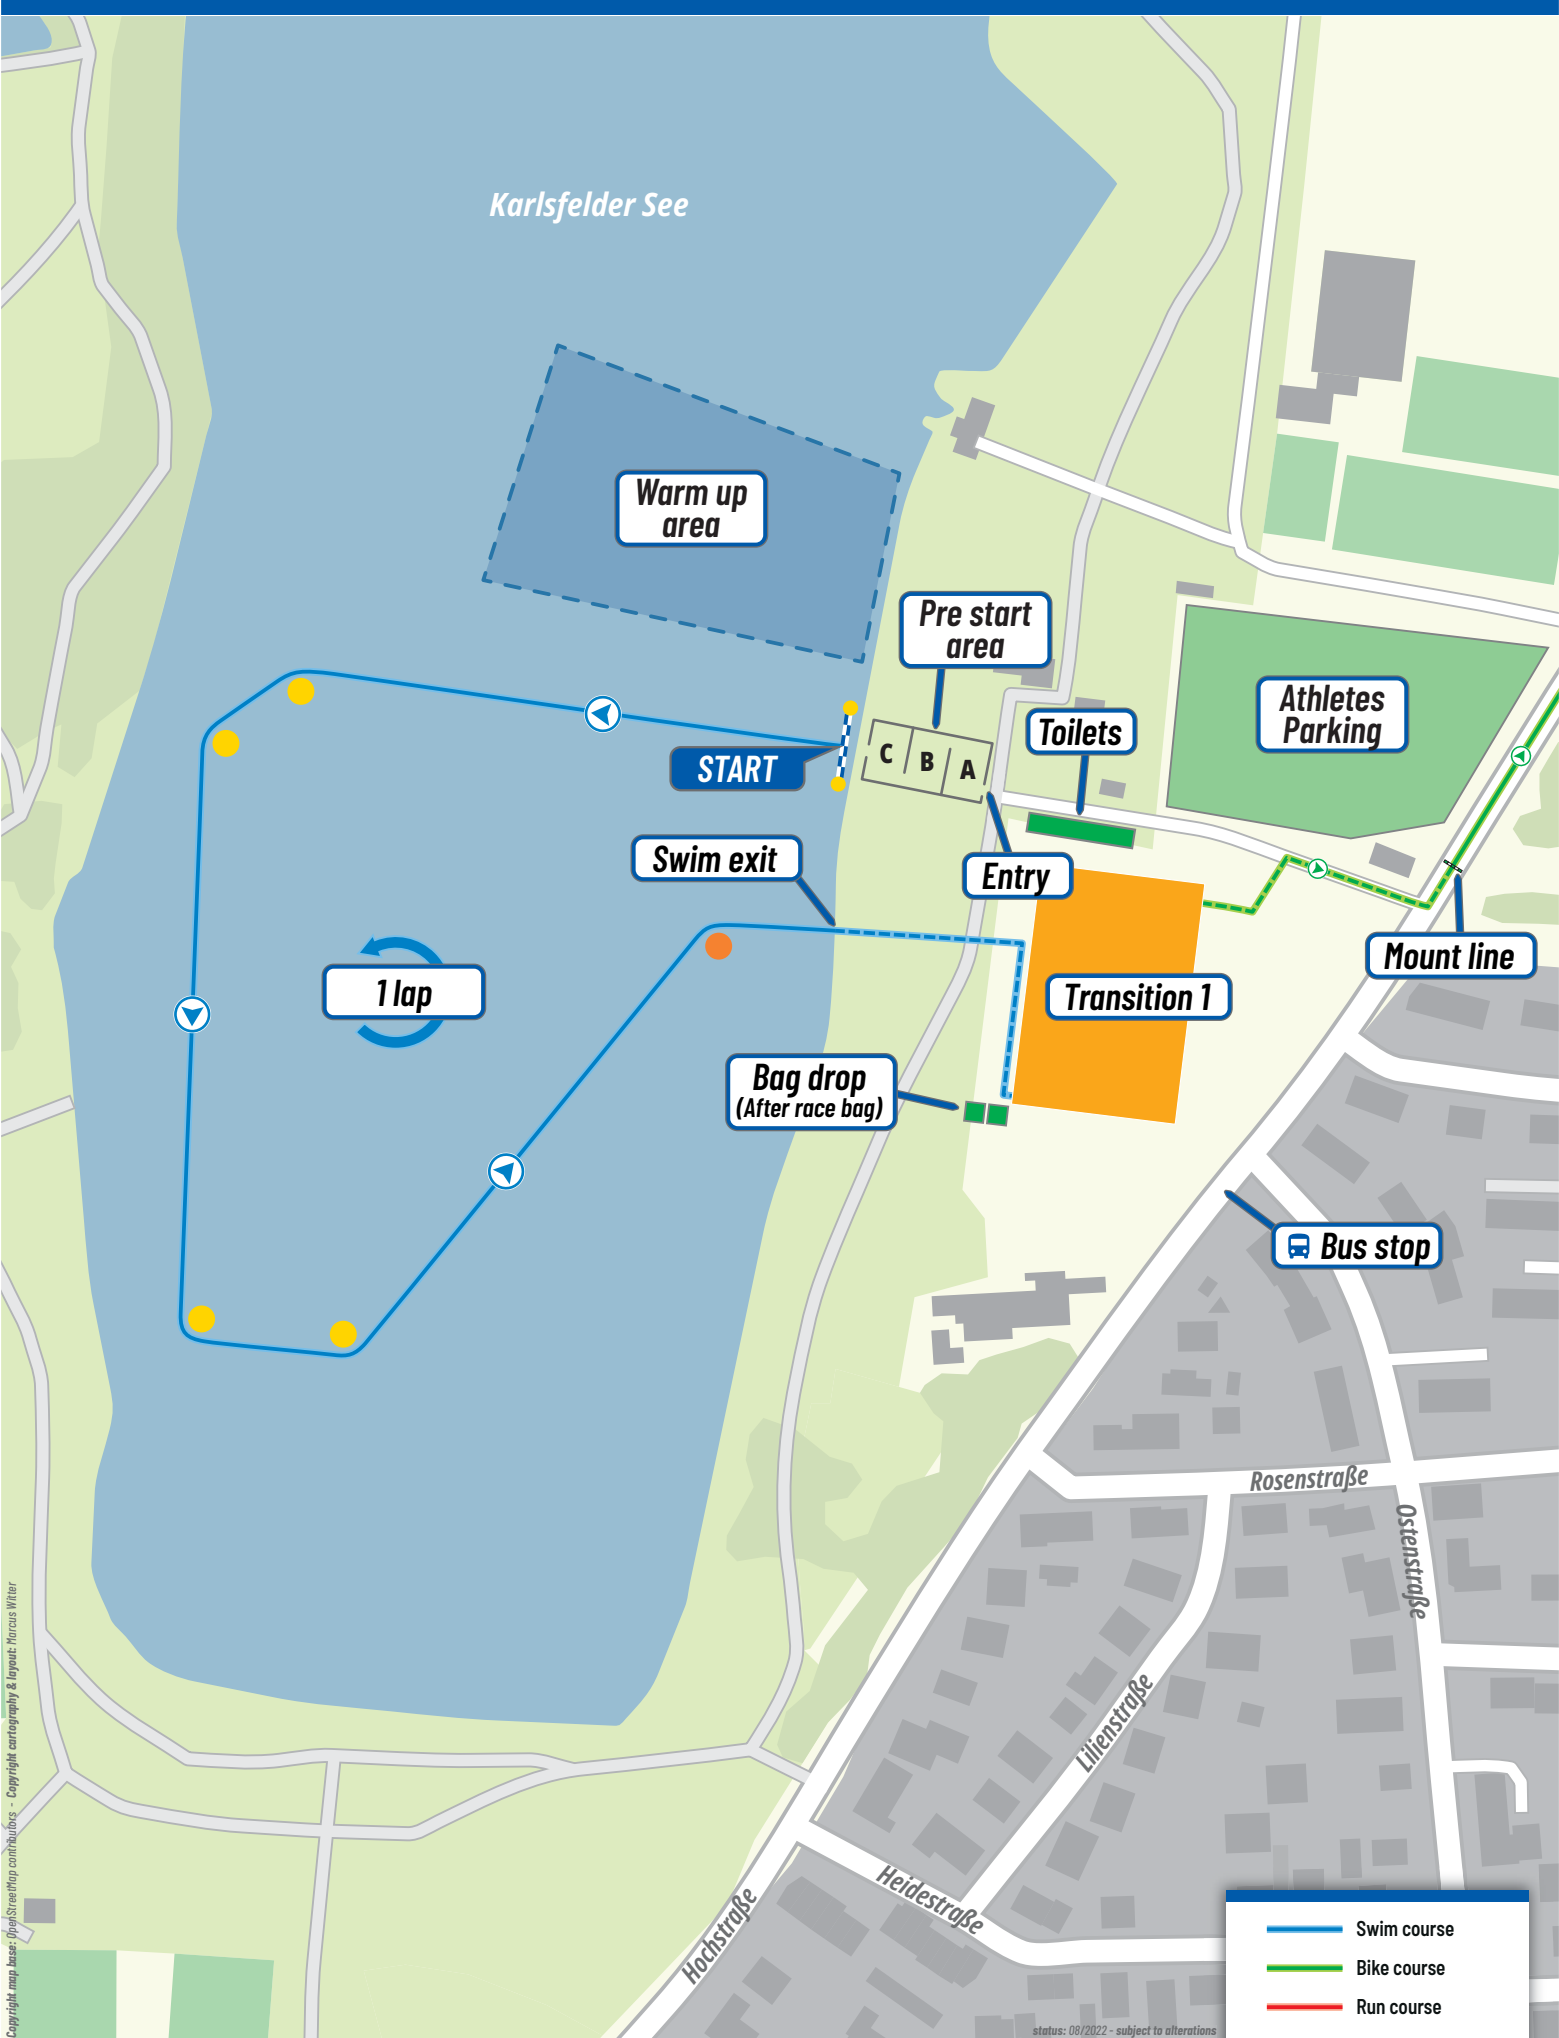 Karlsfelder See
Warm up
area
Pre start
area
Athletes
Parking
Toilets
C
B
A
START
Swim exit
Entry
Mount line
1 lap
Transition 1
Bag drop
(After race bag)
Bus stop
Rosenstraße
Ostenstraße
Lilienstraße
Heidestraße
Hochstraße
Swim course
Bike course
Run course
status: 08/2022 - subject to alterations
Copyright map base: OpenStreetMap contributors - Copyright cartography & layout: Marcus Witter